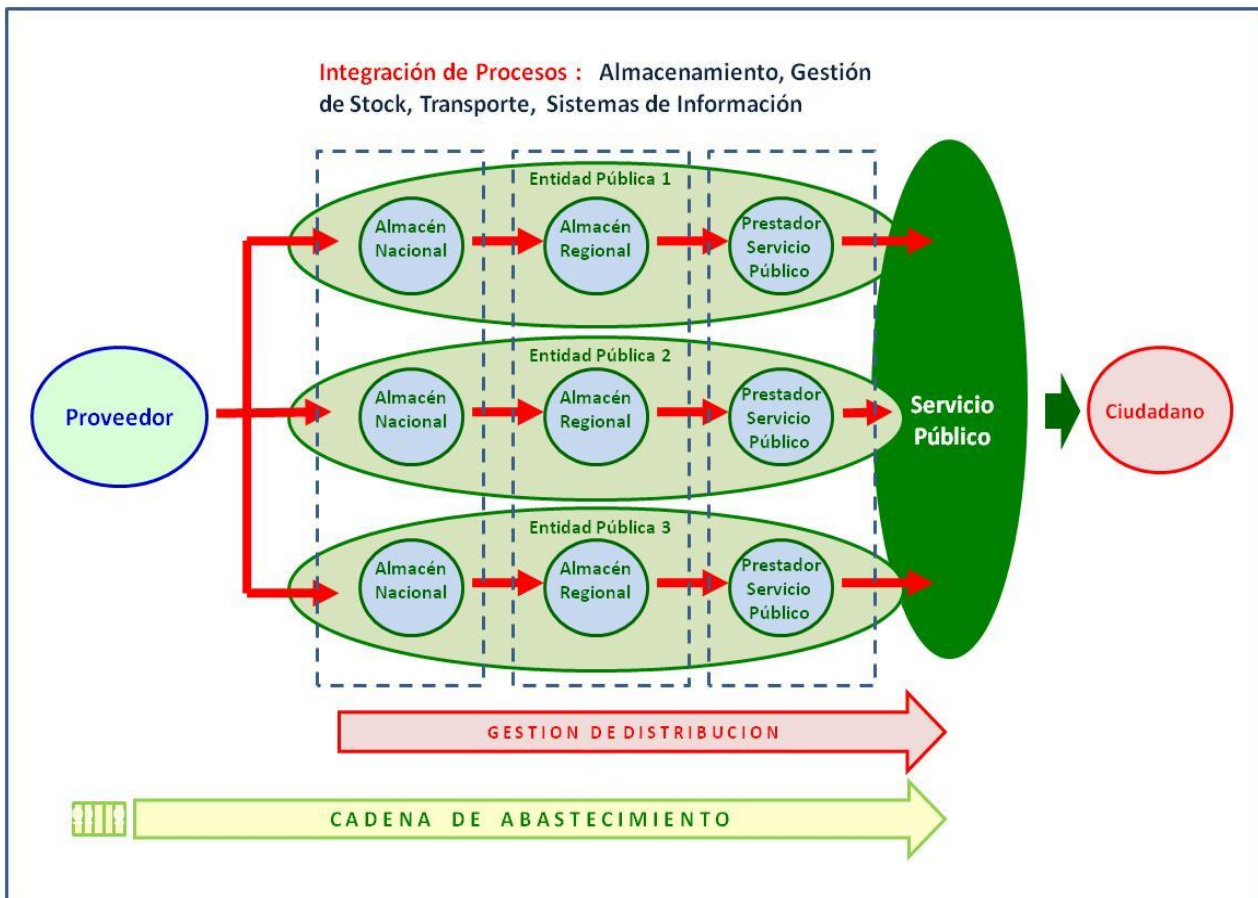 Integración de Procesos : Almacenamiento, Gestión
de Stock, Transporte, Sistemas de Información
Entidad Pública 1
Almacén
Nacional
Almacén
Regional
Prestador
Servicio
Público
Entidad Pública 2
Almacén
Nacional
Almacén
Regional
Prestador
Servicio
Público
Entidad Pública 3
Almacén
Nacional
Almacén
Regional
Prestador
Servicio
Público
Proveedor
Servicio
Público
Ciudadano
GESTION DE DISTRIBUCION
CADENA DE ABASTECIMIENTO